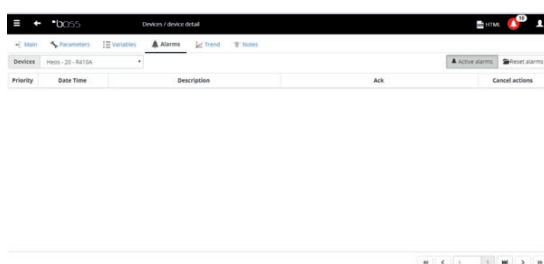 boss Devices / device detail HTML 10
Main Parameters Variables Alarms Trend Notes
Devices Heos - 20 - R410A Active alarms Reset alarms
Priority Date Time Description Ack Cancel actions